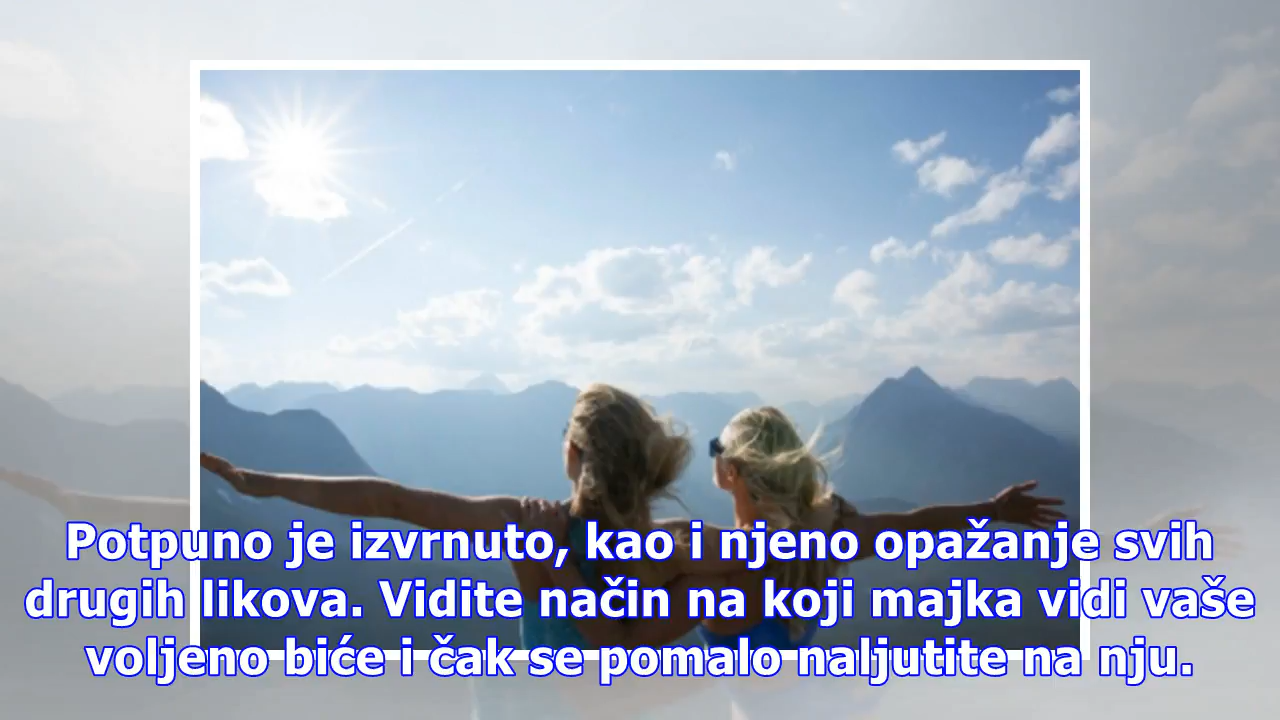 Potpuno je izvrnuto, kao i njeno opažanje svih
drugih likova. Vidite način na koji majka vidi vaše
voljeno biće i čak se pomalo naljutite na nju.